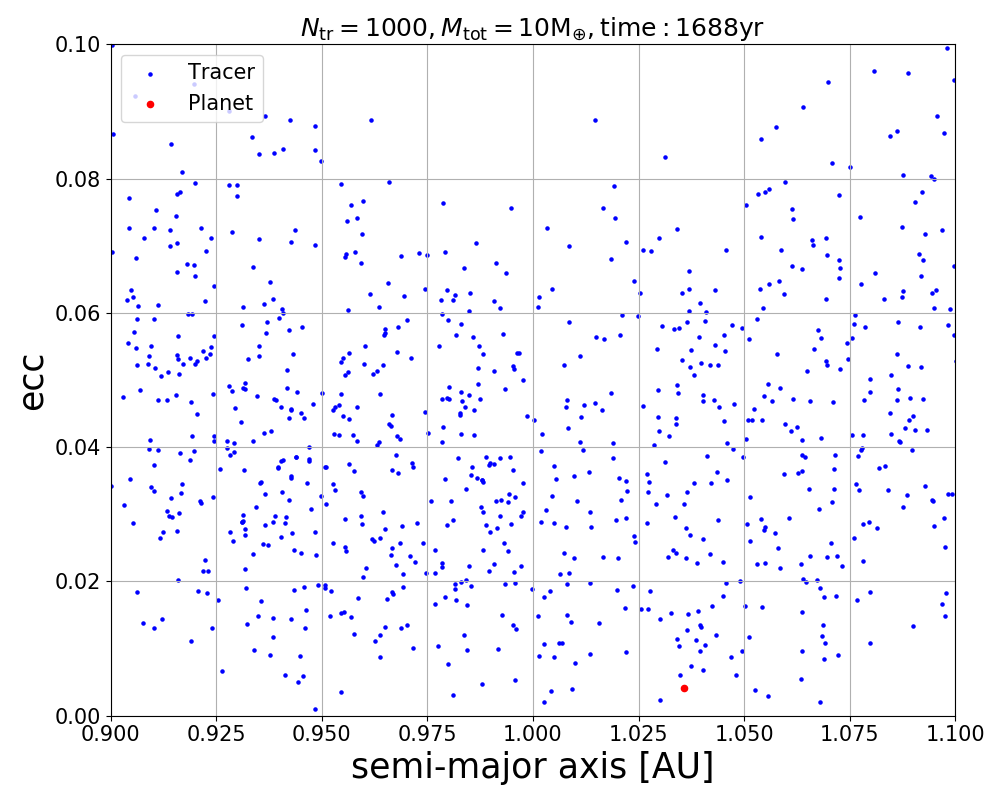 N_tr = 1000, M_tot = 10M_⊕, time : 1688yr
0.10
Tracer
Planet
0.08
0.06
ecc
0.04
0.02
0.00
0.900 0.925 0.950 0.975 1.000 1.025 1.050 1.075 1.100
semi-major axis [AU]